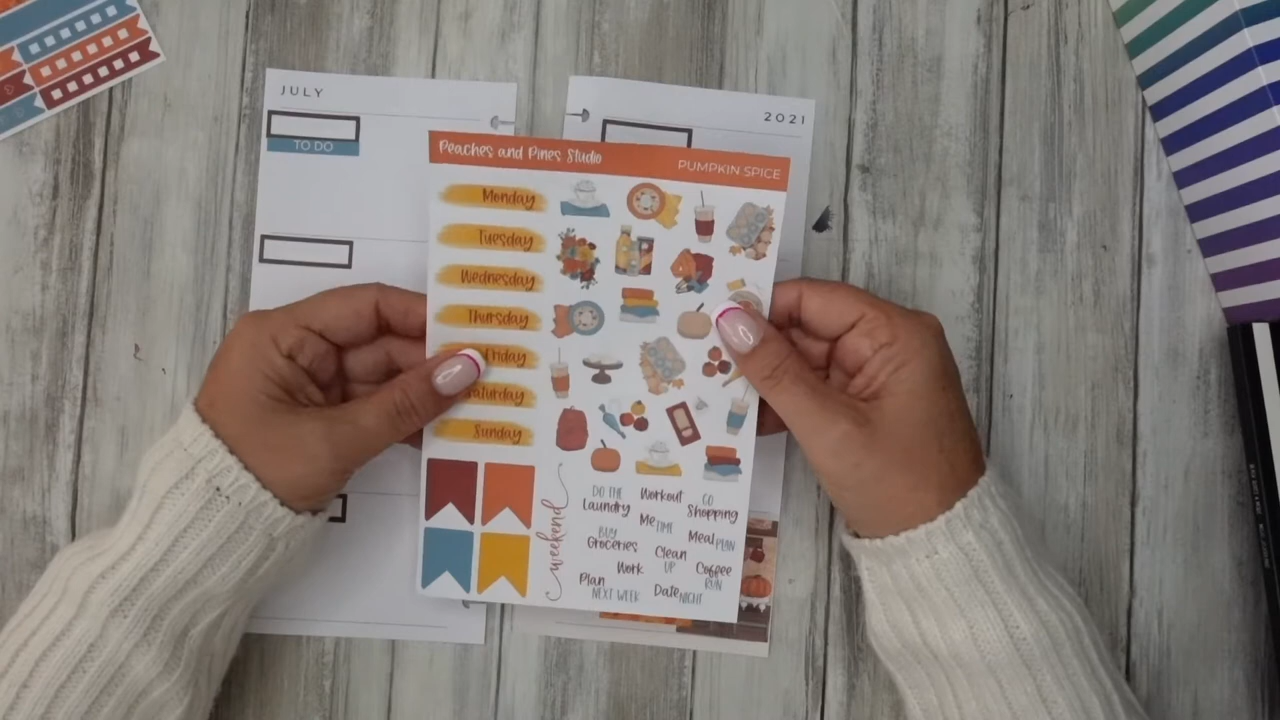 JULY
2021
TO DO
Peaches and Pines Studio
PUMPKIN SPICE
Monday
Tuesday
Wednesday
Thursday
Friday
Saturday
Sunday
weekend
DO THE
Laundry
Workout
GO
Shopping
Me TIME
BUY
Groceries
Meal PLAN
Clean
UP
Work
Coffee
RUN
Plan
NEXT WEEK
Date NIGHT